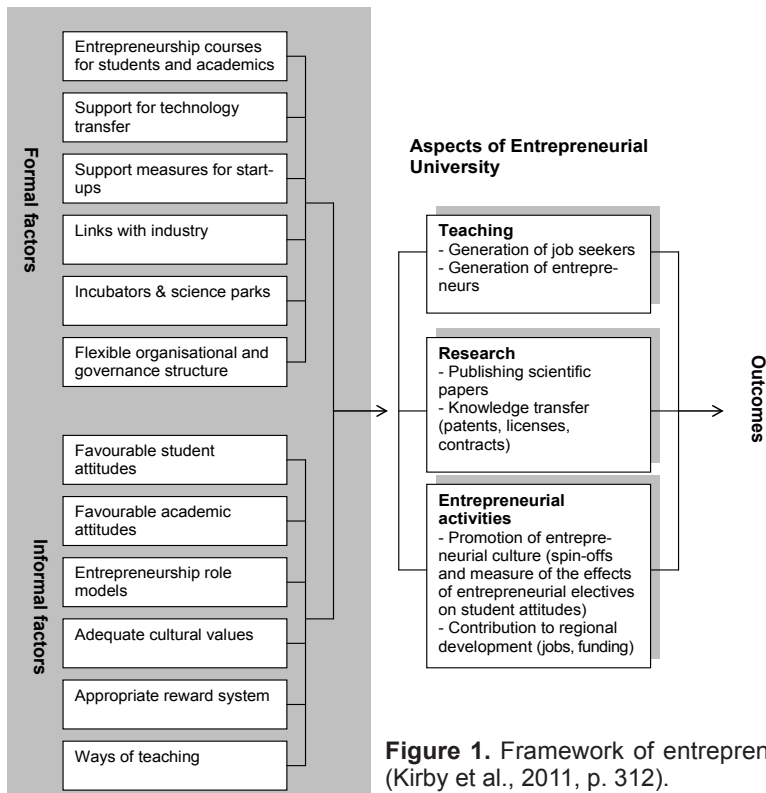 Formal factors
Entrepreneurship courses
for students and academics
Support for technology
transfer
Support measures for start-
ups
Links with industry
Incubators & science parks
Flexible organisational and
governance structure
Informal factors
Favourable student
attitudes
Favourable academic
attitudes
Entrepreneurship role
models
Adequate cultural values
Appropriate reward system
Ways of teaching
Aspects of Entrepreneurial
University
Teaching
- Generation of job seekers
- Generation of entrepre-
neurs
Research
- Publishing scientific
papers
- Knowledge transfer
(patents, licenses,
contracts)
Entrepreneurial
activities
- Promotion of entrepre-
neurial culture (spin-offs
and measure of the effects
of entrepreneurial electives
on student attitudes)
- Contribution to regional
development (jobs, funding)
Outcomes
Figure 1. Framework of entrepren
(Kirby et al., 2011, p. 312).